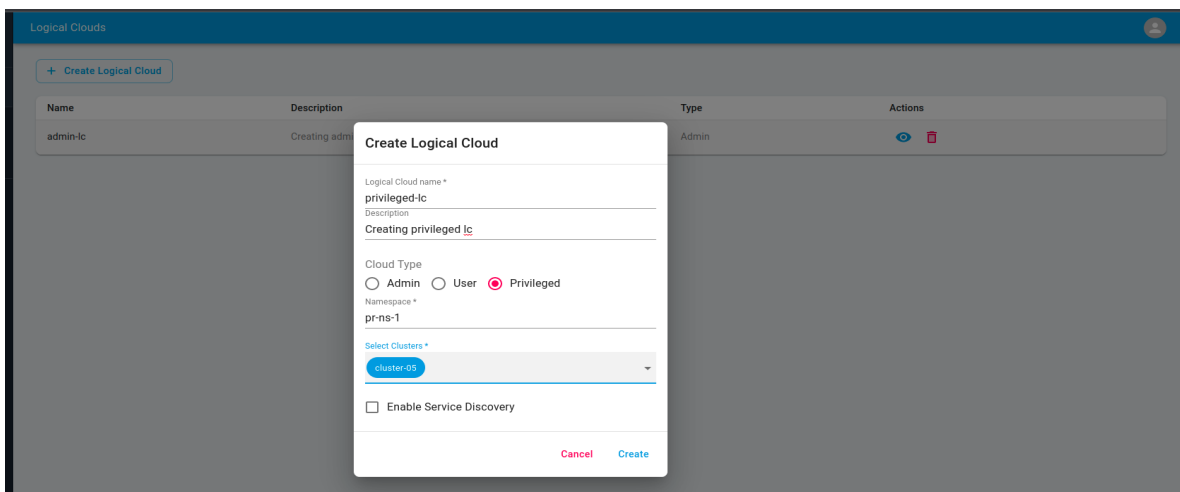 Logical Clouds
+ Create Logical Cloud
Name Description Type Actions
admin-lc Creating adm Admin
Create Logical Cloud
Logical Cloud name *
privileged-lc
Description
Creating privileged lc
Cloud Type
Admin User Privileged
Namespace *
pr-ns-1
Select Clusters *
cluster-05
Enable Service Discovery
Cancel Create